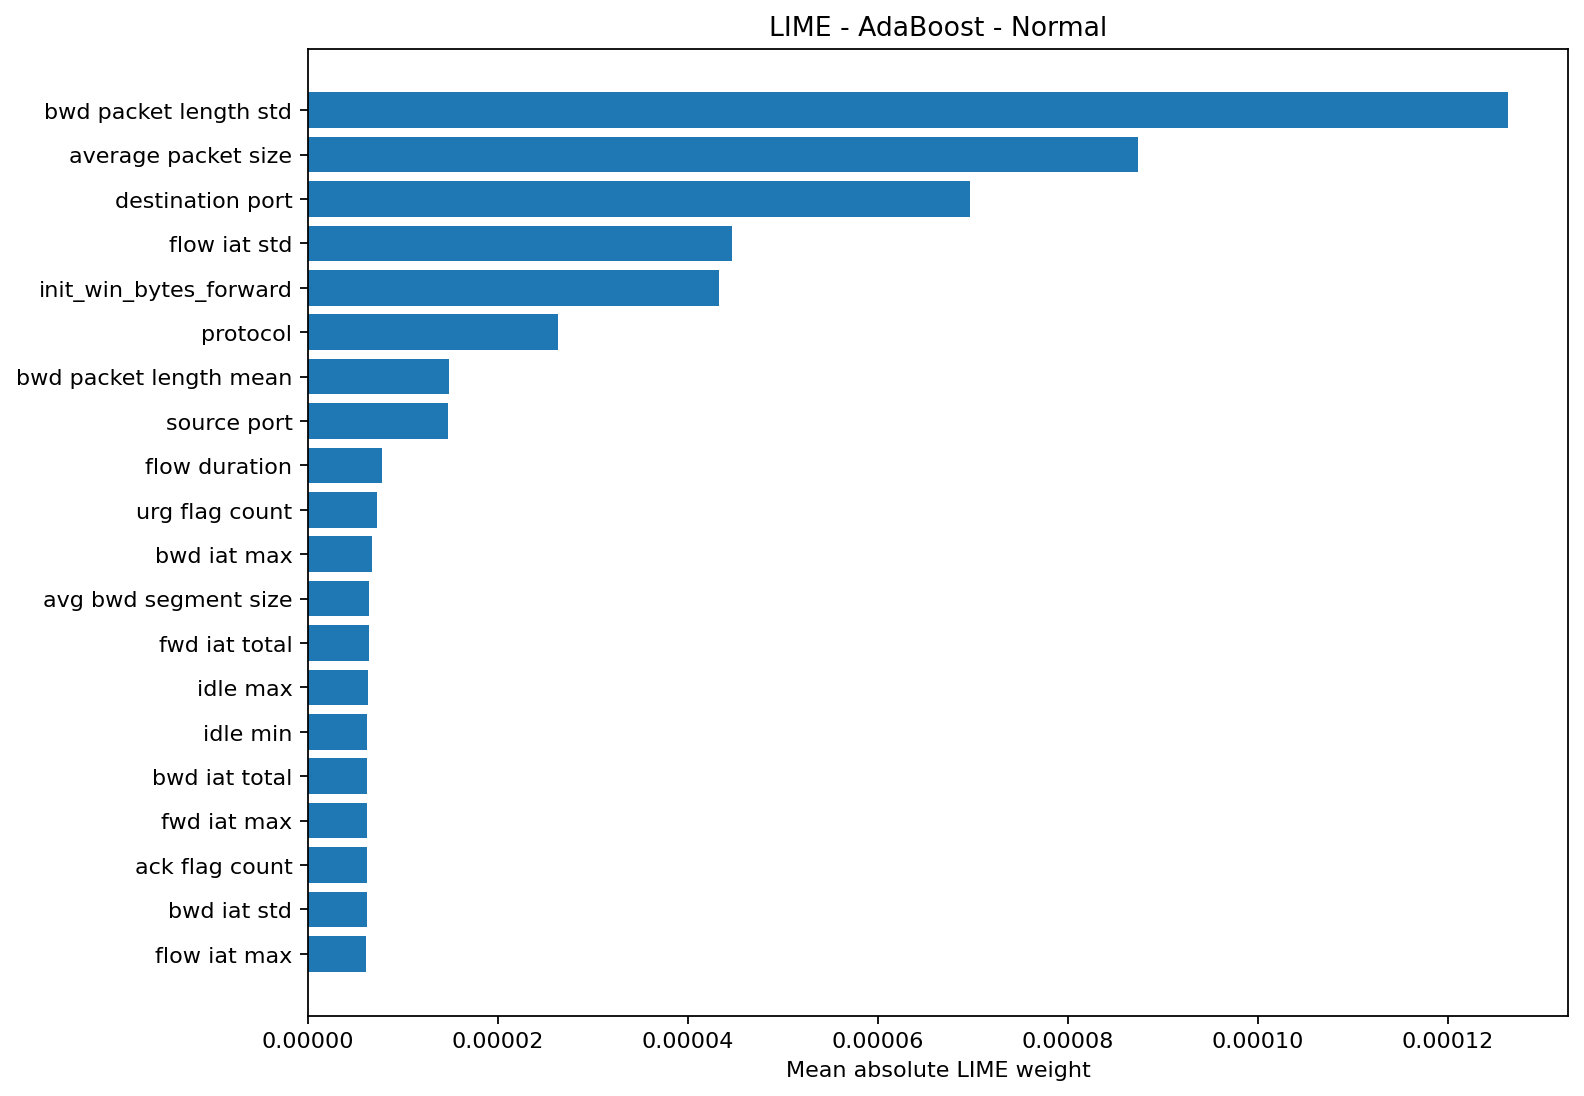 LIME - AdaBoost - Normal
bwd packet length std
average packet size
destination port
flow iat std
init_win_bytes_forward
protocol
bwd packet length mean
source port
flow duration
urg flag count
bwd iat max
avg bwd segment size
fwd iat total
idle max
idle min
bwd iat total
fwd iat max
ack flag count
bwd iat std
flow iat max
0.00000 0.00002 0.00004 0.00006 0.00008 0.00010 0.00012
Mean absolute LIME weight